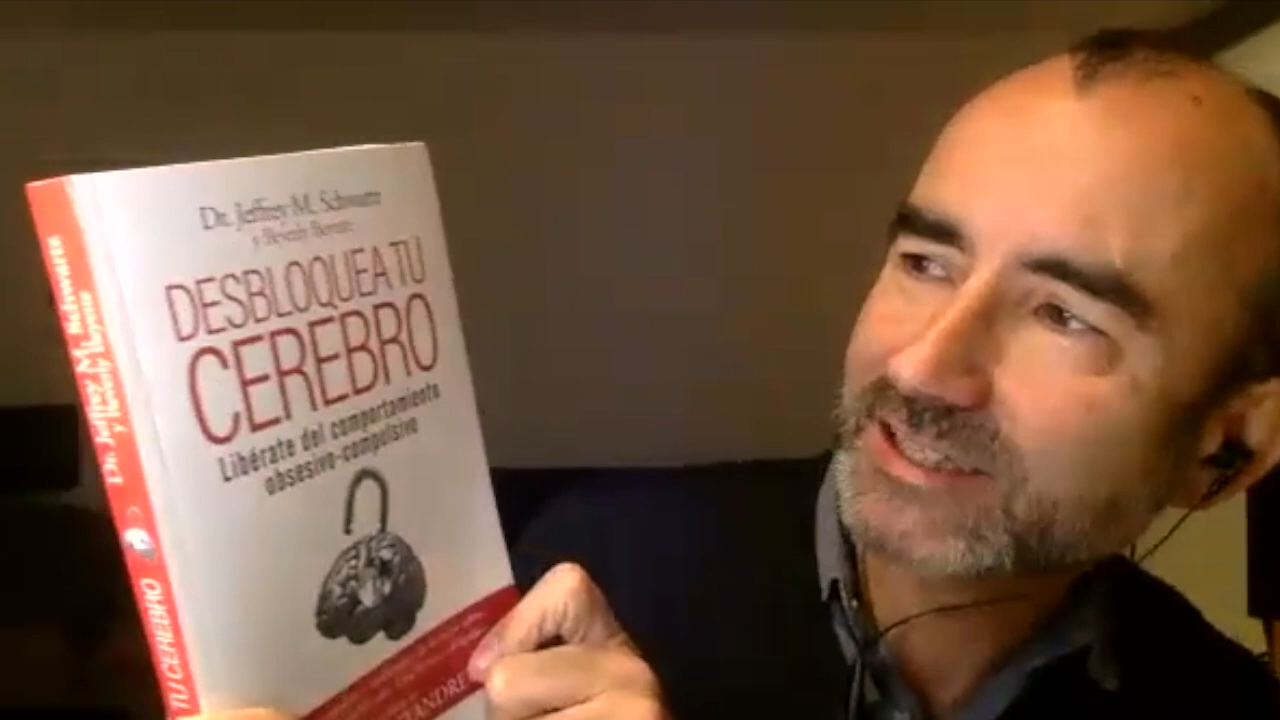 Dr. Jeffrey M. Schwartz
y Beverly Beyette
DESBLOQUEA TU
CEREBRO
Libérate del comportamiento
obsesivo-compulsivo
Dr. Jeffrey M. Schwartz
y Beverly Beyette
TU CEREBRO